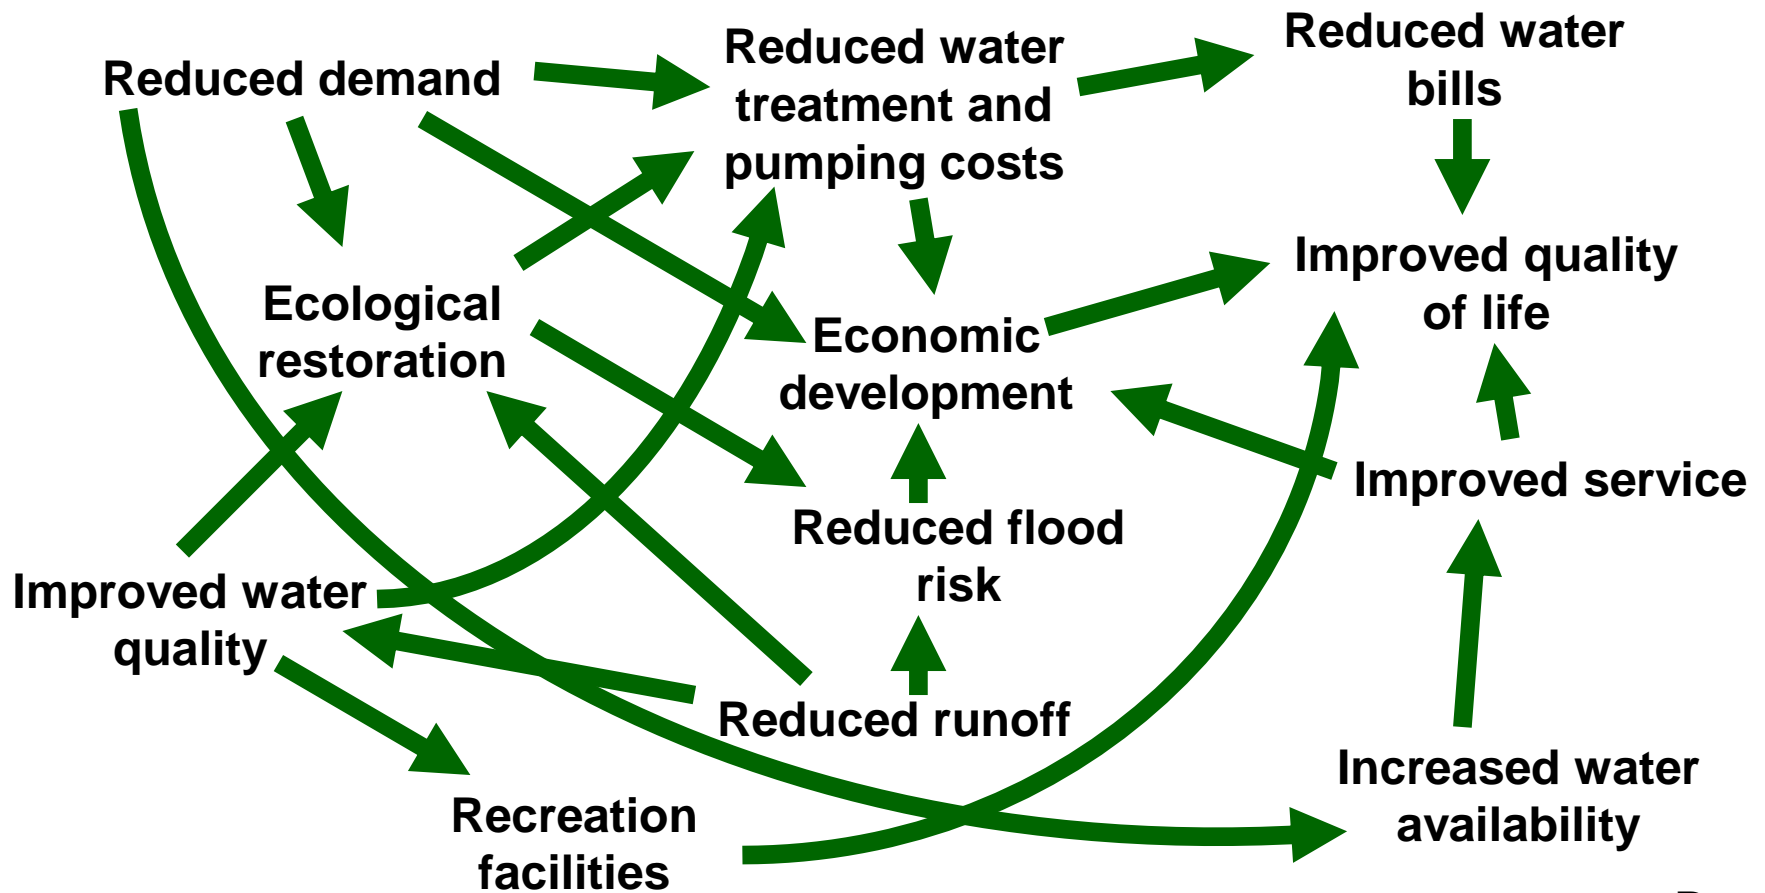 Reduced demand
Reduced water
treatment and
pumping costs
Reduced water
bills
Ecological
restoration
Economic
development
Improved quality
of life
Reduced flood
risk
Improved service
Improved water
quality
Reduced runoff
Recreation
facilities
Increased water
availability